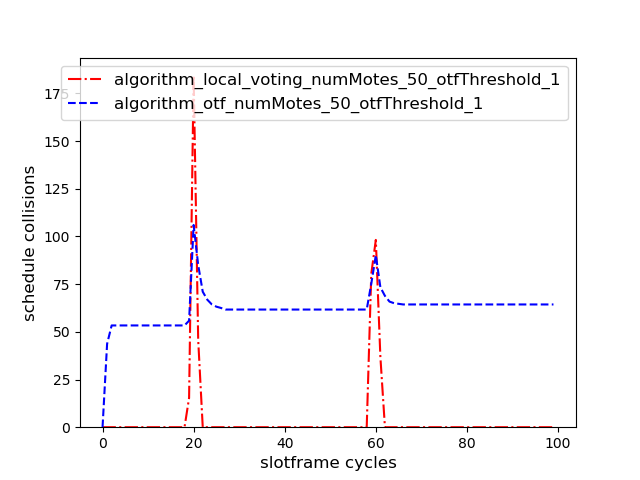 algorithm_local_voting_numMotes_50_otfThreshold_1
algorithm_otf_numMotes_50_otfThreshold_1
175
150
125
100
75
50
25
0
schedule collisions
0 20 40 60 80 100
slotframe cycles